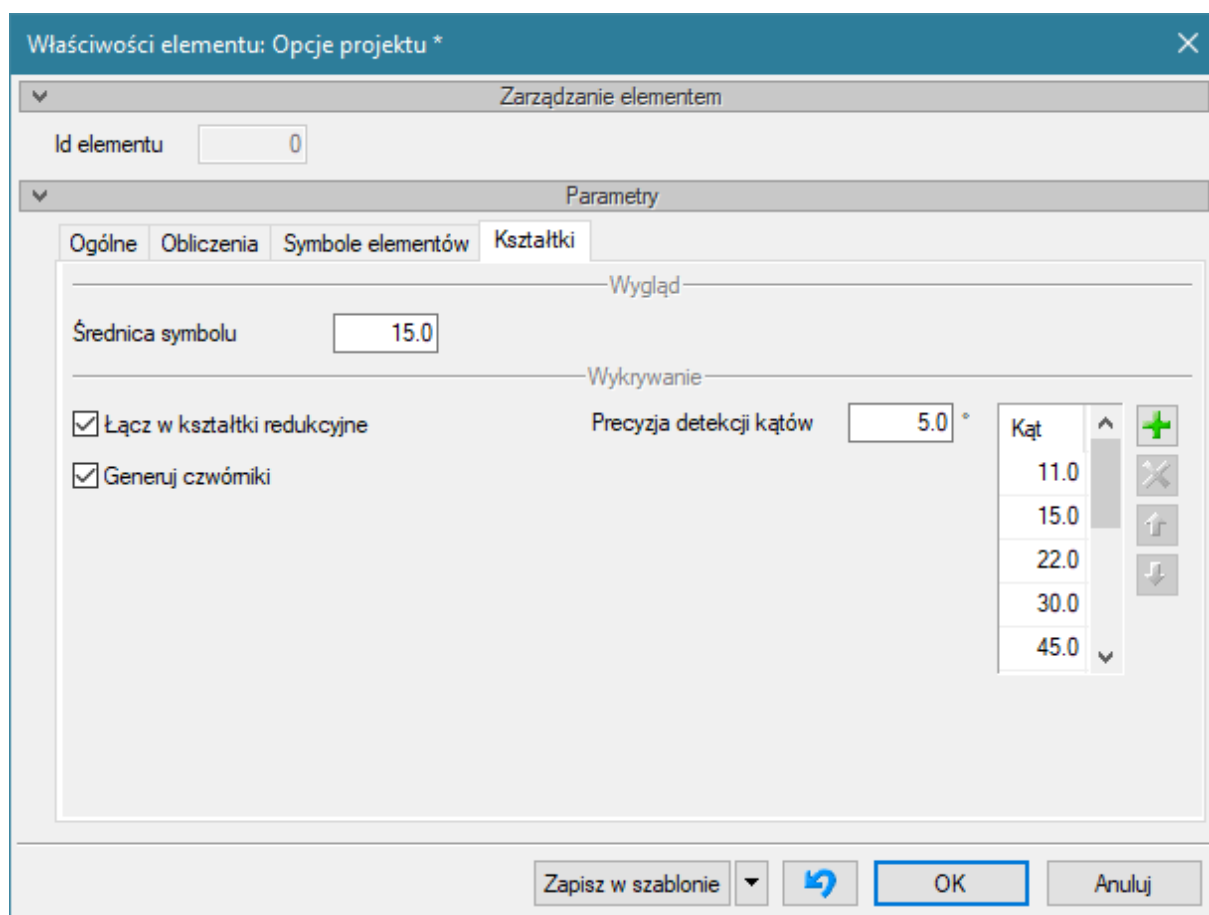 Właściwości elementu: Opcje projektu *
Zarządzanie elementem
Id elementu 0
Parametry
Ogólne Obliczenia Symbole elementów Kształtki
Wygląd
Średnica symbolu 15.0
Wykrywanie
Łącz w kształtki redukcyjne Precyzja detekcji kątów 5.0 °
Kąt
Generuj czwórniki
11.0
15.0
22.0
30.0
45.0
Zapisz w szablonie OK Anuluj